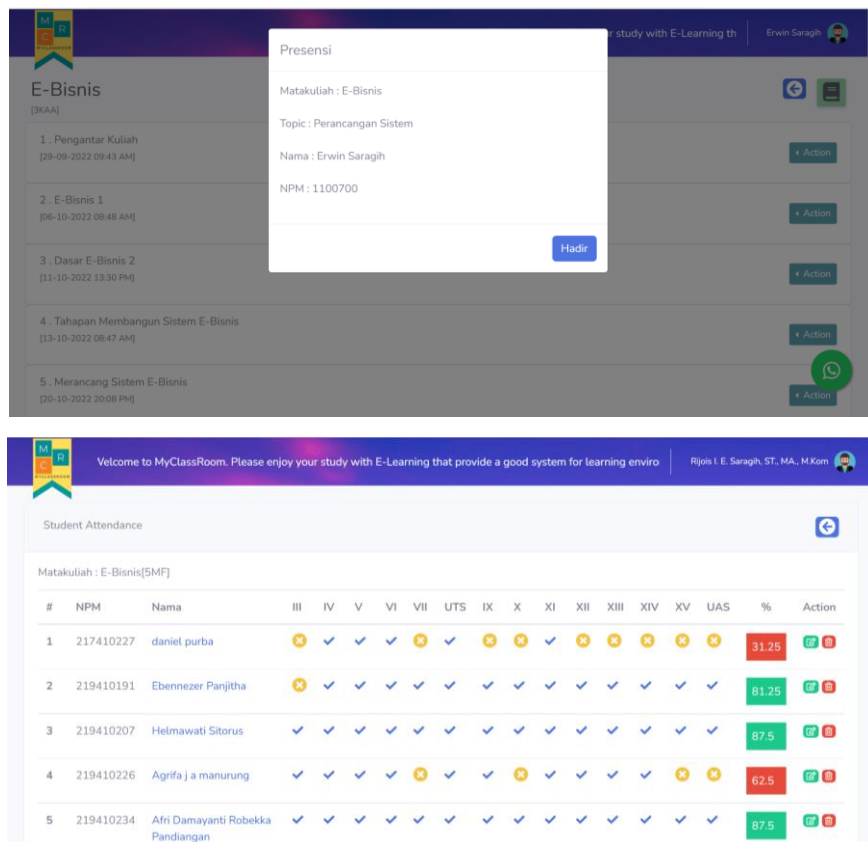 M
R
C
MYCLASSROOM
r study with E-Learning th
Erwin Saragih
Presensi
Matakuliah : E-Bisnis
Topic : Perancangan Sistem
Nama : Erwin Saragih
NPM : 1100700
Hadir
E-Bisnis
[3KAA]
1 . Pengantar Kuliah
[29-09-2022 09:43 AM]
Action
2 . E-Bisnis 1
[06-10-2022 08:48 AM]
Action
3 . Dasar E-Bisnis 2
[11-10-2022 13:30 PM]
Action
4 . Tahapan Membangun Sistem E-Bisnis
[13-10-2022 08:47 AM]
Action
5 . Merancang Sistem E-Bisnis
[20-10-2022 20:08 PM]
Action
M
R
C
MYCLASSROOM
Velcome to MyClassRoom. Please enjoy your study with E-Learning that provide a good system for learning enviro
Rijois I. E. Saragih, ST., MA., M.Kom
Student Attendance
Matakuliah : E-Bisnis[5MF]
# NPM Nama III IV V VI VII UTS IX X XI XII XIII XIV XV UAS % Action
1 217410227 daniel purba 31.25
2 219410191 Ebennezer Panjitha 81.25
3 219410207 Helmawati Sitorus 87.5
4 219410226 Agrifa j a manurung 62.5
5 219410234 Afri Damayanti Robekka 87.5
Pandiangan